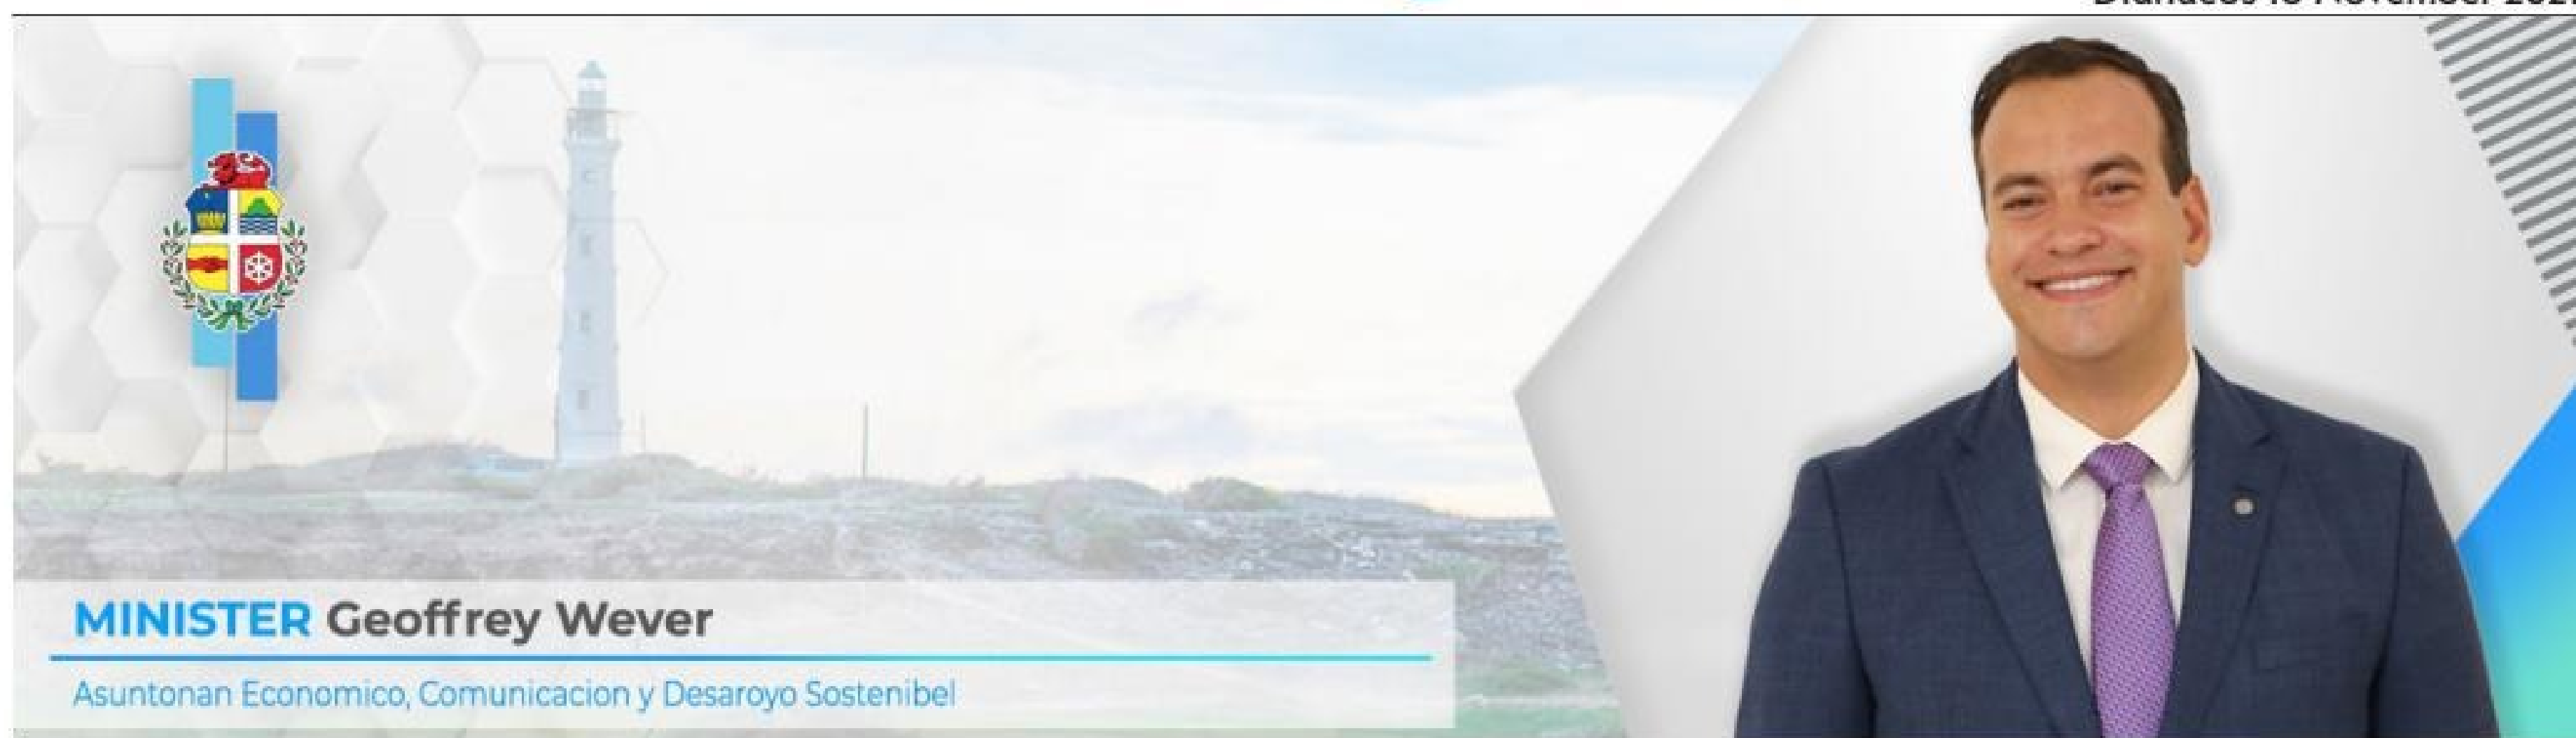 MINISTER Geoffrey Wever
Asuntonan Economico, Comunicacion y Desaroyo Sostenibel